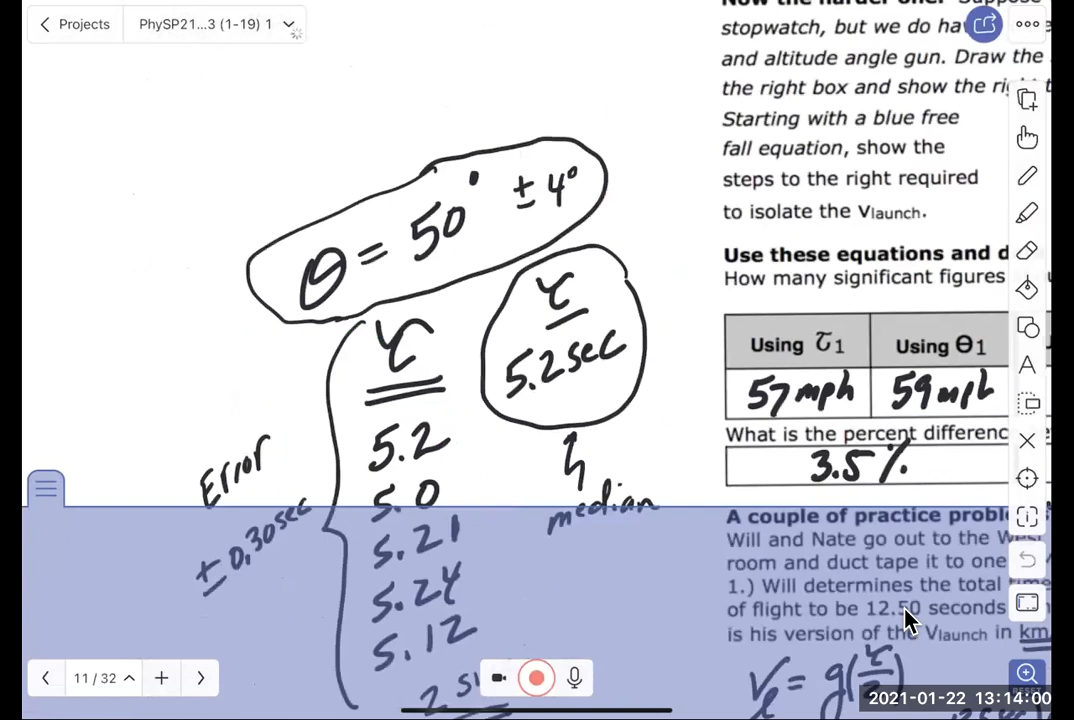 Projects
PhySP21...3 (1-19) 1
stopwatch, but we do ha
and altitude angle gun. Draw the
the right box and show the ri
Starting with a blue free
fall equation, show the
steps to the right required
to isolate the Vlaunch.
Use these equations and d
How many significant figures
Using τ1
Using Θ1
57 mph
59 mph
What is the percent differenc
3.5%
A couple of practice probl
Will and Nate go out to the West
room and duct tape it to one
1.) Will determines the total time
of flight to be 12.50 seconds
is his version of the Vlaunch in km
Vl = g(τ/2)
θ = 50° ± 4°
τ
5.2 sec
median
τ
5.2
5.0
5.21
5.24
5.12
Error
± 0.30 sec
11 / 32
2021-01-22 13:14:00